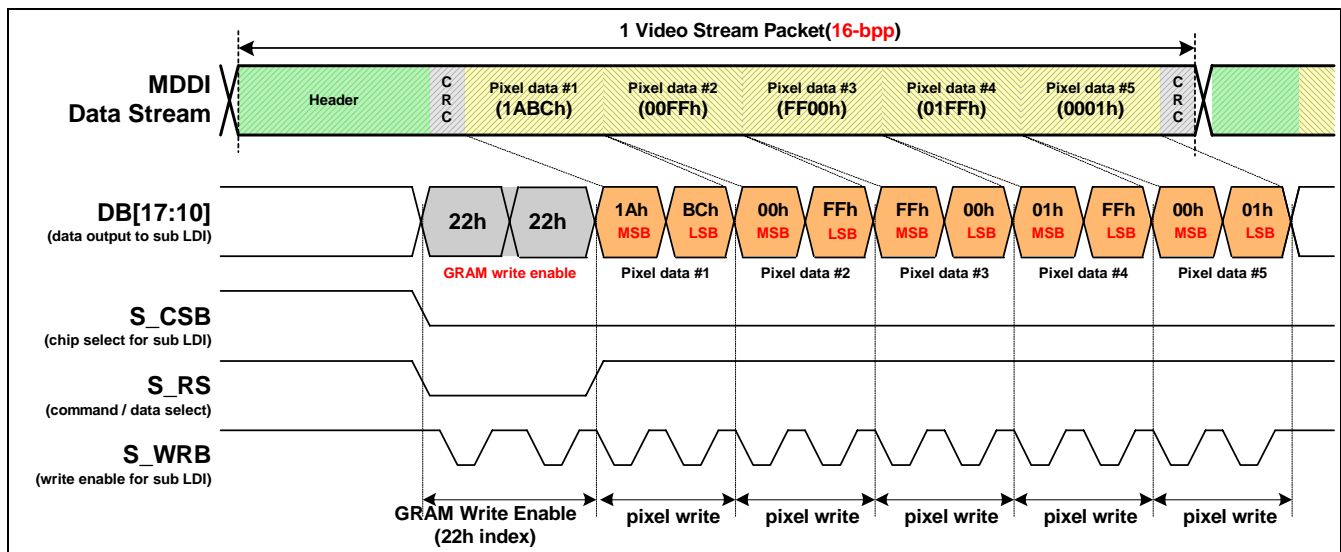 1 Video Stream Packet(16-bpp)
MDDI
Data Stream
Header
C
R
C
Pixel data #1
(1ABCh)
Pixel data #2
(00FFh)
Pixel data #3
(FF00h)
Pixel data #4
(01FFh)
Pixel data #5
(0001h)
C
R
C
DB[17:10]
(data output to sub LDI)
22h 22h
1Ah BCh 00h FFh FFh 00h 01h FFh 00h 01h
MSB LSB MSB LSB MSB LSB MSB LSB MSB LSB
GRAM write enable Pixel data #1 Pixel data #2 Pixel data #3 Pixel data #4 Pixel data #5
S_CSB
(chip select for sub LDI)
S_RS
(command / data select)
S_WRB
(write enable for sub LDI)
GRAM Write Enable
(22h index)
pixel write pixel write pixel write pixel write pixel write